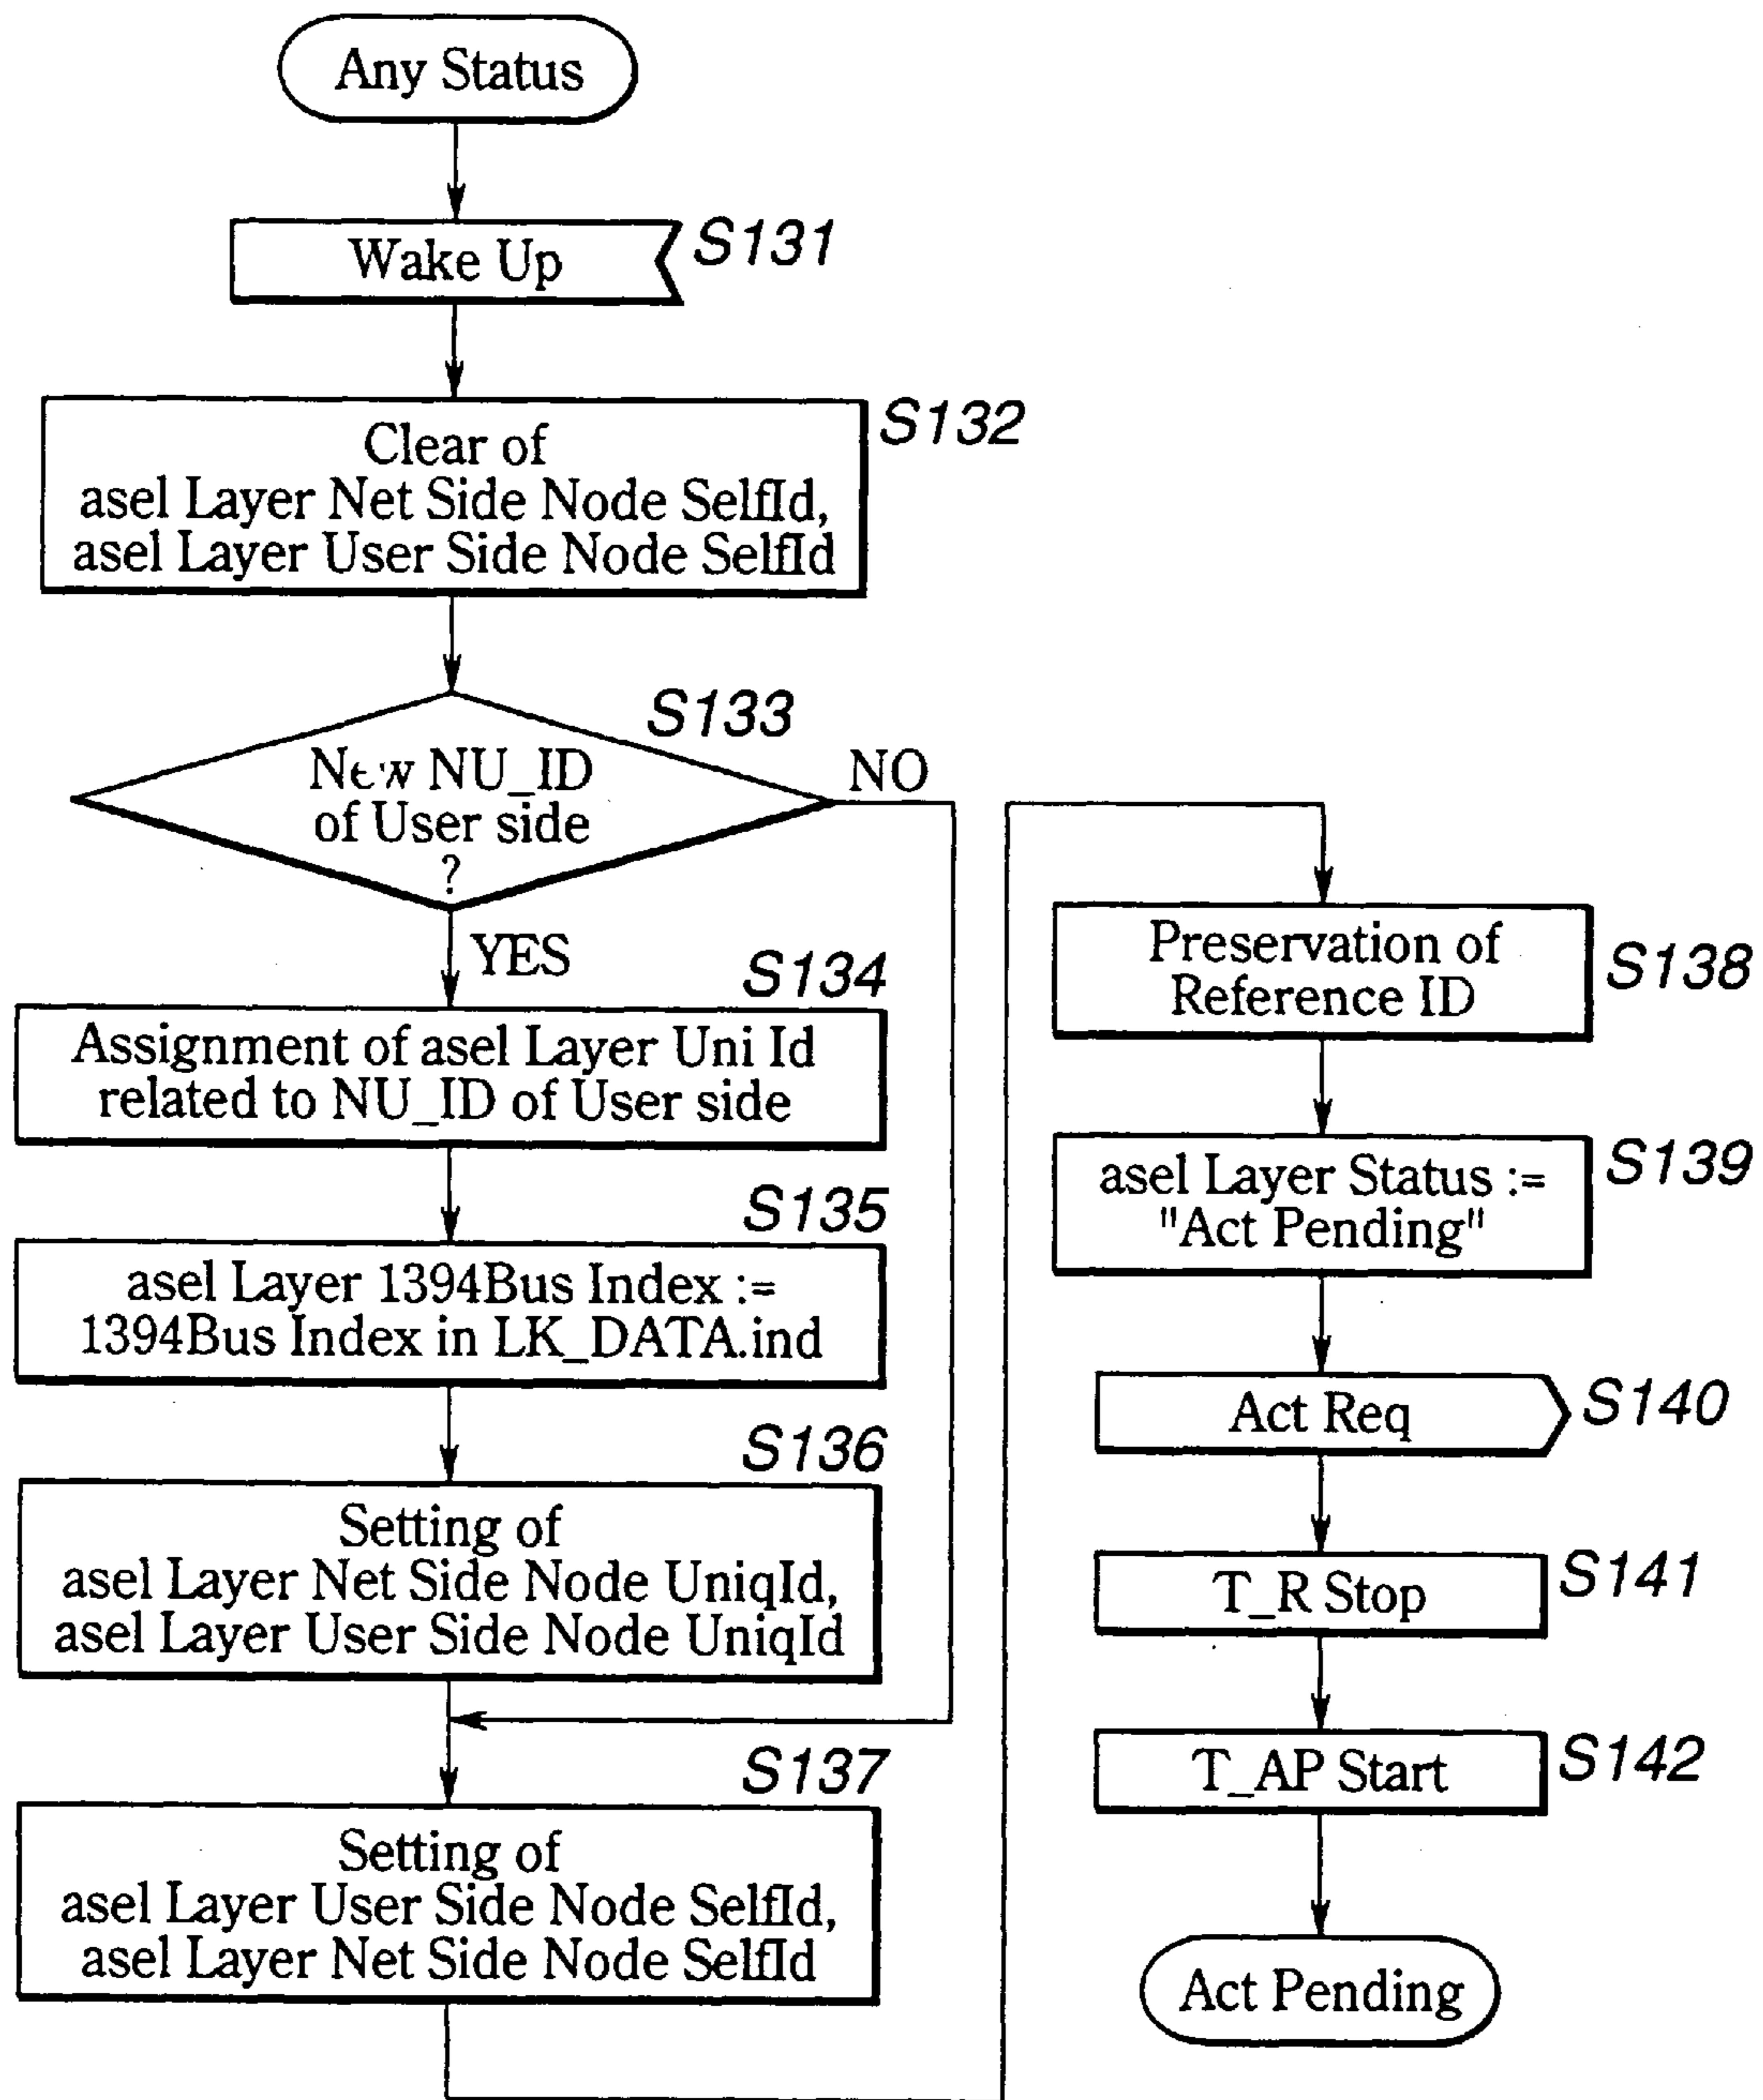 Any Status
Wake Up
S131
Clear of
asel Layer Net Side Node SelfId,
asel Layer User Side Node SelfId
S132
S133
New NU_ID
of User side
?
NO
YES
S134
Assignment of asel Layer Uni Id
related to NU_ID of User side
S135
asel Layer 1394Bus Index :=
1394Bus Index in LK_DATA.ind
S136
Setting of
asel Layer Net Side Node UniqId,
asel Layer User Side Node UniqId
S137
Setting of
asel Layer User Side Node SelfId,
asel Layer Net Side Node SelfId
Preservation of
Reference ID
S138
asel Layer Status :=
"Act Pending"
S139
Act Req
S140
T_R Stop
S141
T_AP Start
S142
Act Pending